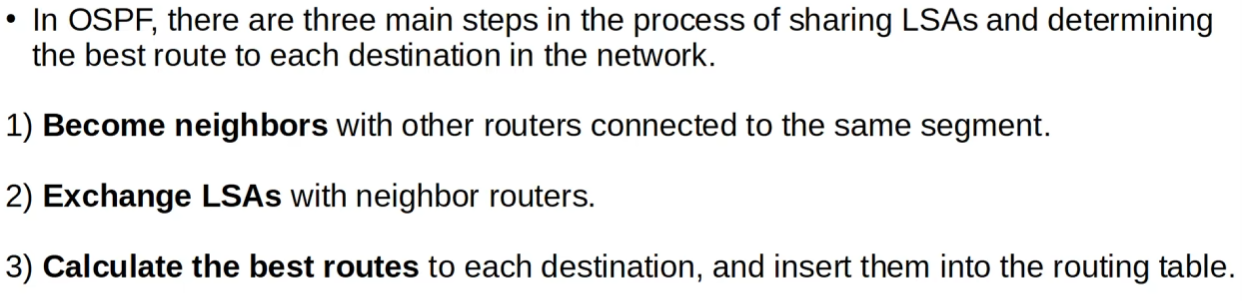 • In OSPF, there are three main steps in the process of sharing LSAs and determining
the best route to each destination in the network.
1) Become neighbors with other routers connected to the same segment.
2) Exchange LSAs with neighbor routers.
3) Calculate the best routes to each destination, and insert them into the routing table.